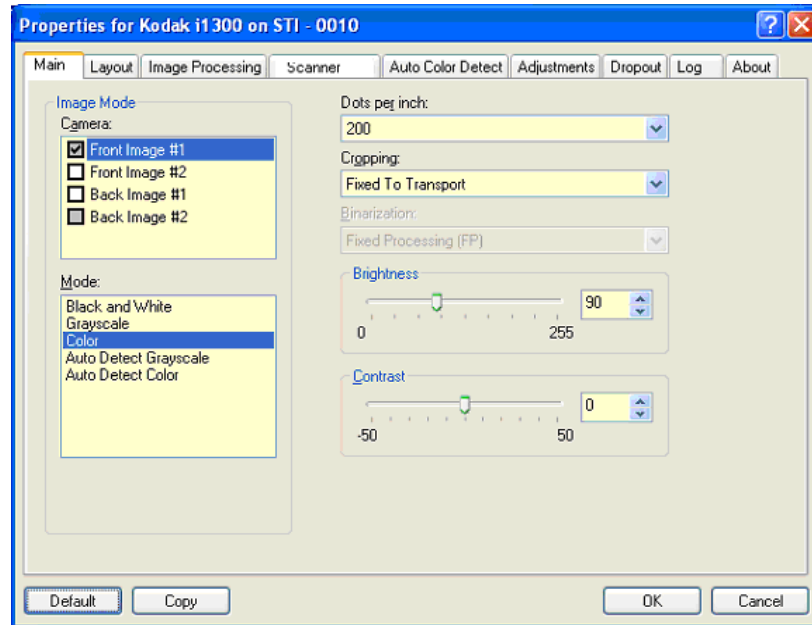 Properties for Kodak i1300 on STI - 0010
Main
Layout
Image Processing
Scanner
Auto Color Detect
Adjustments
Dropout
Log
About
Image Mode
Camera:
Front Image #1
Front Image #2
Back Image #1
Back Image #2
Mode:
Black and White
Grayscale
Color
Auto Detect Grayscale
Auto Detect Color
Dots per inch:
200
Cropping:
Fixed To Transport
Binarization:
Fixed Processing (FP)
Brightness
90
0 255
Contrast
0
-50 50
Default
Copy
OK
Cancel